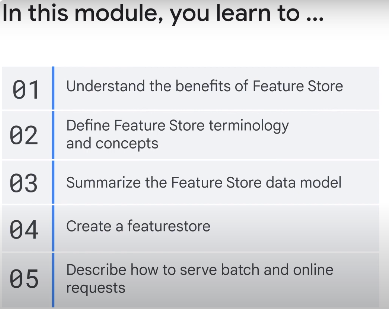 In this module, you learn to ...
01
Understand the benefits of Feature Store
02
Define Feature Store terminology
and concepts
03
Summarize the Feature Store data model
04
Create a featurestore
05
Describe how to serve batch and online
requests